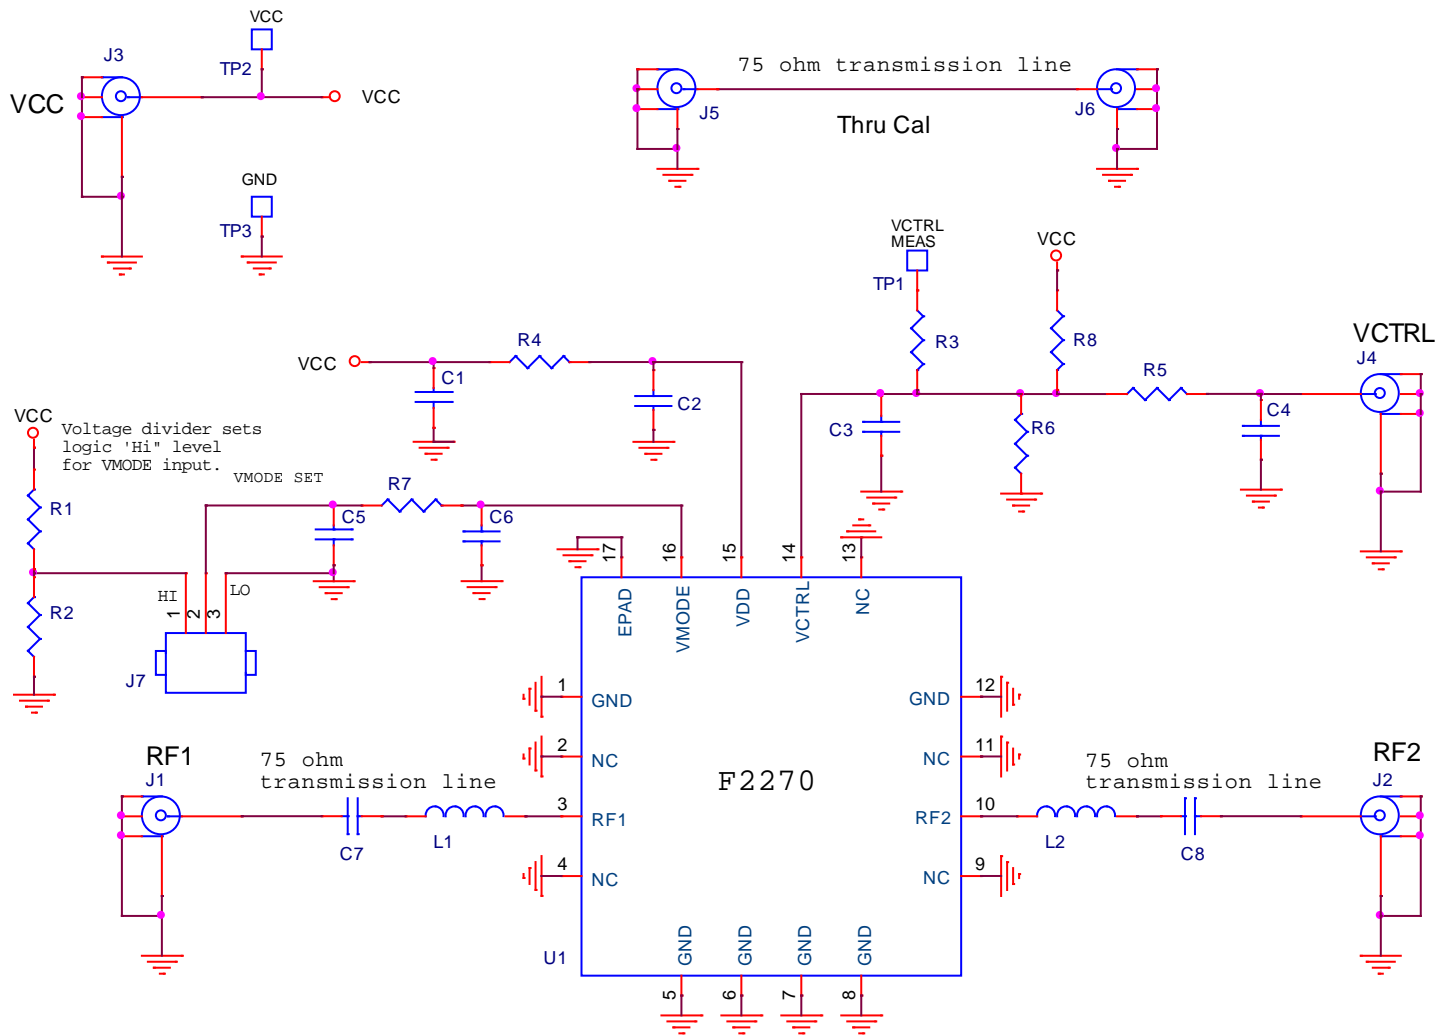 VCC
J3
TP2
VCC
VCC
75 ohm transmission line
J5
J6
Thru Cal
GND
TP3
VCTRL
MEAS
TP1
VCC
R3
R8
VCTRL
J4
R4
VCC
C1
C2
R5
C3
R6
C4
VCC
Voltage divider sets
logic 'Hi" level
for VMODE input.
VMODE SET
R7
R1
C5
C6
R2
HI
LO
1
2
3
J7
17
16
15
14
13
EPAD
VMODE
VDD
VCTRL
NC
1
GND
12
GND
2
NC
11
NC
RF1
J1
75 ohm
transmission line
F2270
75 ohm
transmission line
RF2
J2
3
RF1
10
RF2
C7
L1
L2
C8
4
NC
9
NC
U1
GND
GND
GND
GND
5
6
7
8